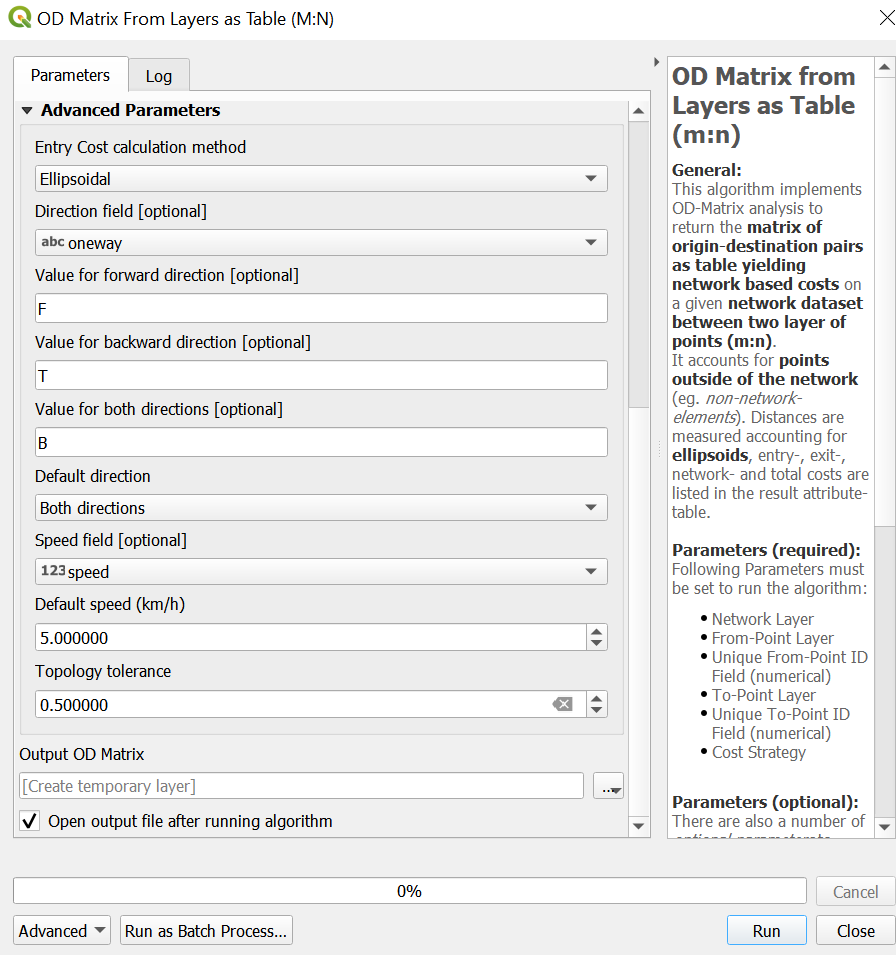 OD Matrix From Layers as Table (M:N)
Parameters
Log
Advanced Parameters
Entry Cost calculation method
Ellipsoidal
Direction field [optional]
abc oneway
Value for forward direction [optional]
F
Value for backward direction [optional]
T
Value for both directions [optional]
B
Default direction
Both directions
Speed field [optional]
123 speed
Default speed (km/h)
5.000000
Topology tolerance
0.500000
Output OD Matrix
[Create temporary layer]
...
Open output file after running algorithm
OD Matrix from
Layers as Table
(m:n)
General:
This algorithm implements
OD-Matrix analysis to
return the matrix of
origin-destination pairs
as table yielding
network based costs on
a given network dataset
between two layer of
points (m:n).
It accounts for points
outside of the network
(eg. non-network-
elements). Distances are
measured accounting for
ellipsoids, entry-, exit-,
network- and total costs are
listed in the result attribute-
table.
Parameters (required):
Following Parameters must
be set to run the algorithm:
• Network Layer
• From-Point Layer
• Unique From-Point ID
Field (numerical)
• To-Point Layer
• Unique To-Point ID
Field (numerical)
• Cost Strategy
Parameters (optional):
There are also a number of
0%
Cancel
Advanced
Run as Batch Process...
Run
Close